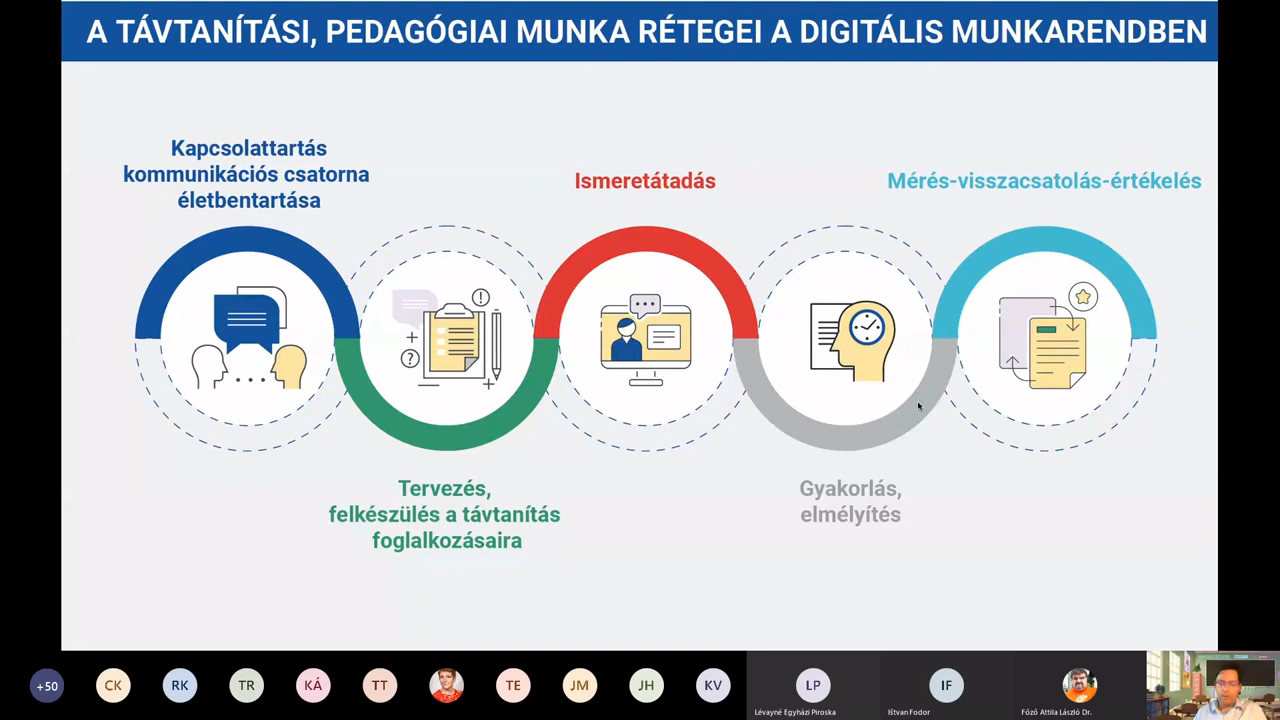 A TÁVTANÍTÁSI, PEDAGÓGIAI MUNKA RÉTEGEI A DIGITÁLIS MUNKARENDBEN
Kapcsolattartás
kommunikációs csatorna
életbentartása
Ismeretátadás
Mérés-visszacsatolás-értékelés
Tervezés,
felkészülés a távtanítás
foglalkozásaira
Gyakorlás,
elmélyítés
+50
CK
RK
TR
KÁ
TT
TE
JM
JH
KV
LP
IF
Lévayné Egyházi Piroska
IStvan Fodor
Főző Attila László Dr.